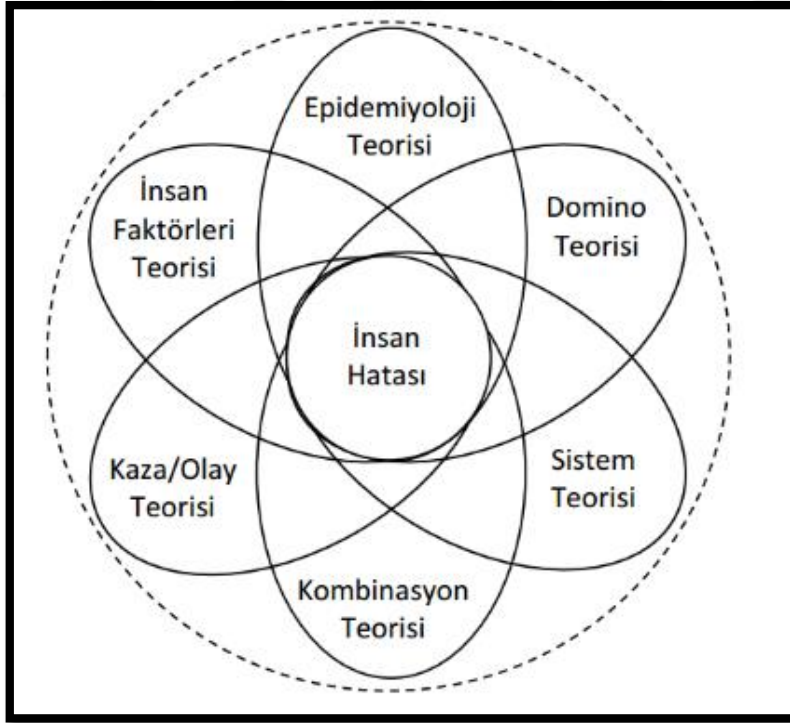 Epidemiyoloji
Teorisi
İnsan
Faktörleri
Teorisi
Domino
Teorisi
İnsan
Hatası
Kaza/Olay
Teorisi
Sistem
Teorisi
Kombinasyon
Teorisi